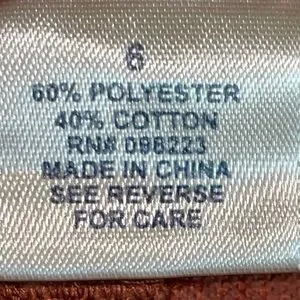 6
60% POLYESTER
40% COTTON
RN# 098223
MADE IN CHINA
SEE REVERSE
FOR CARE